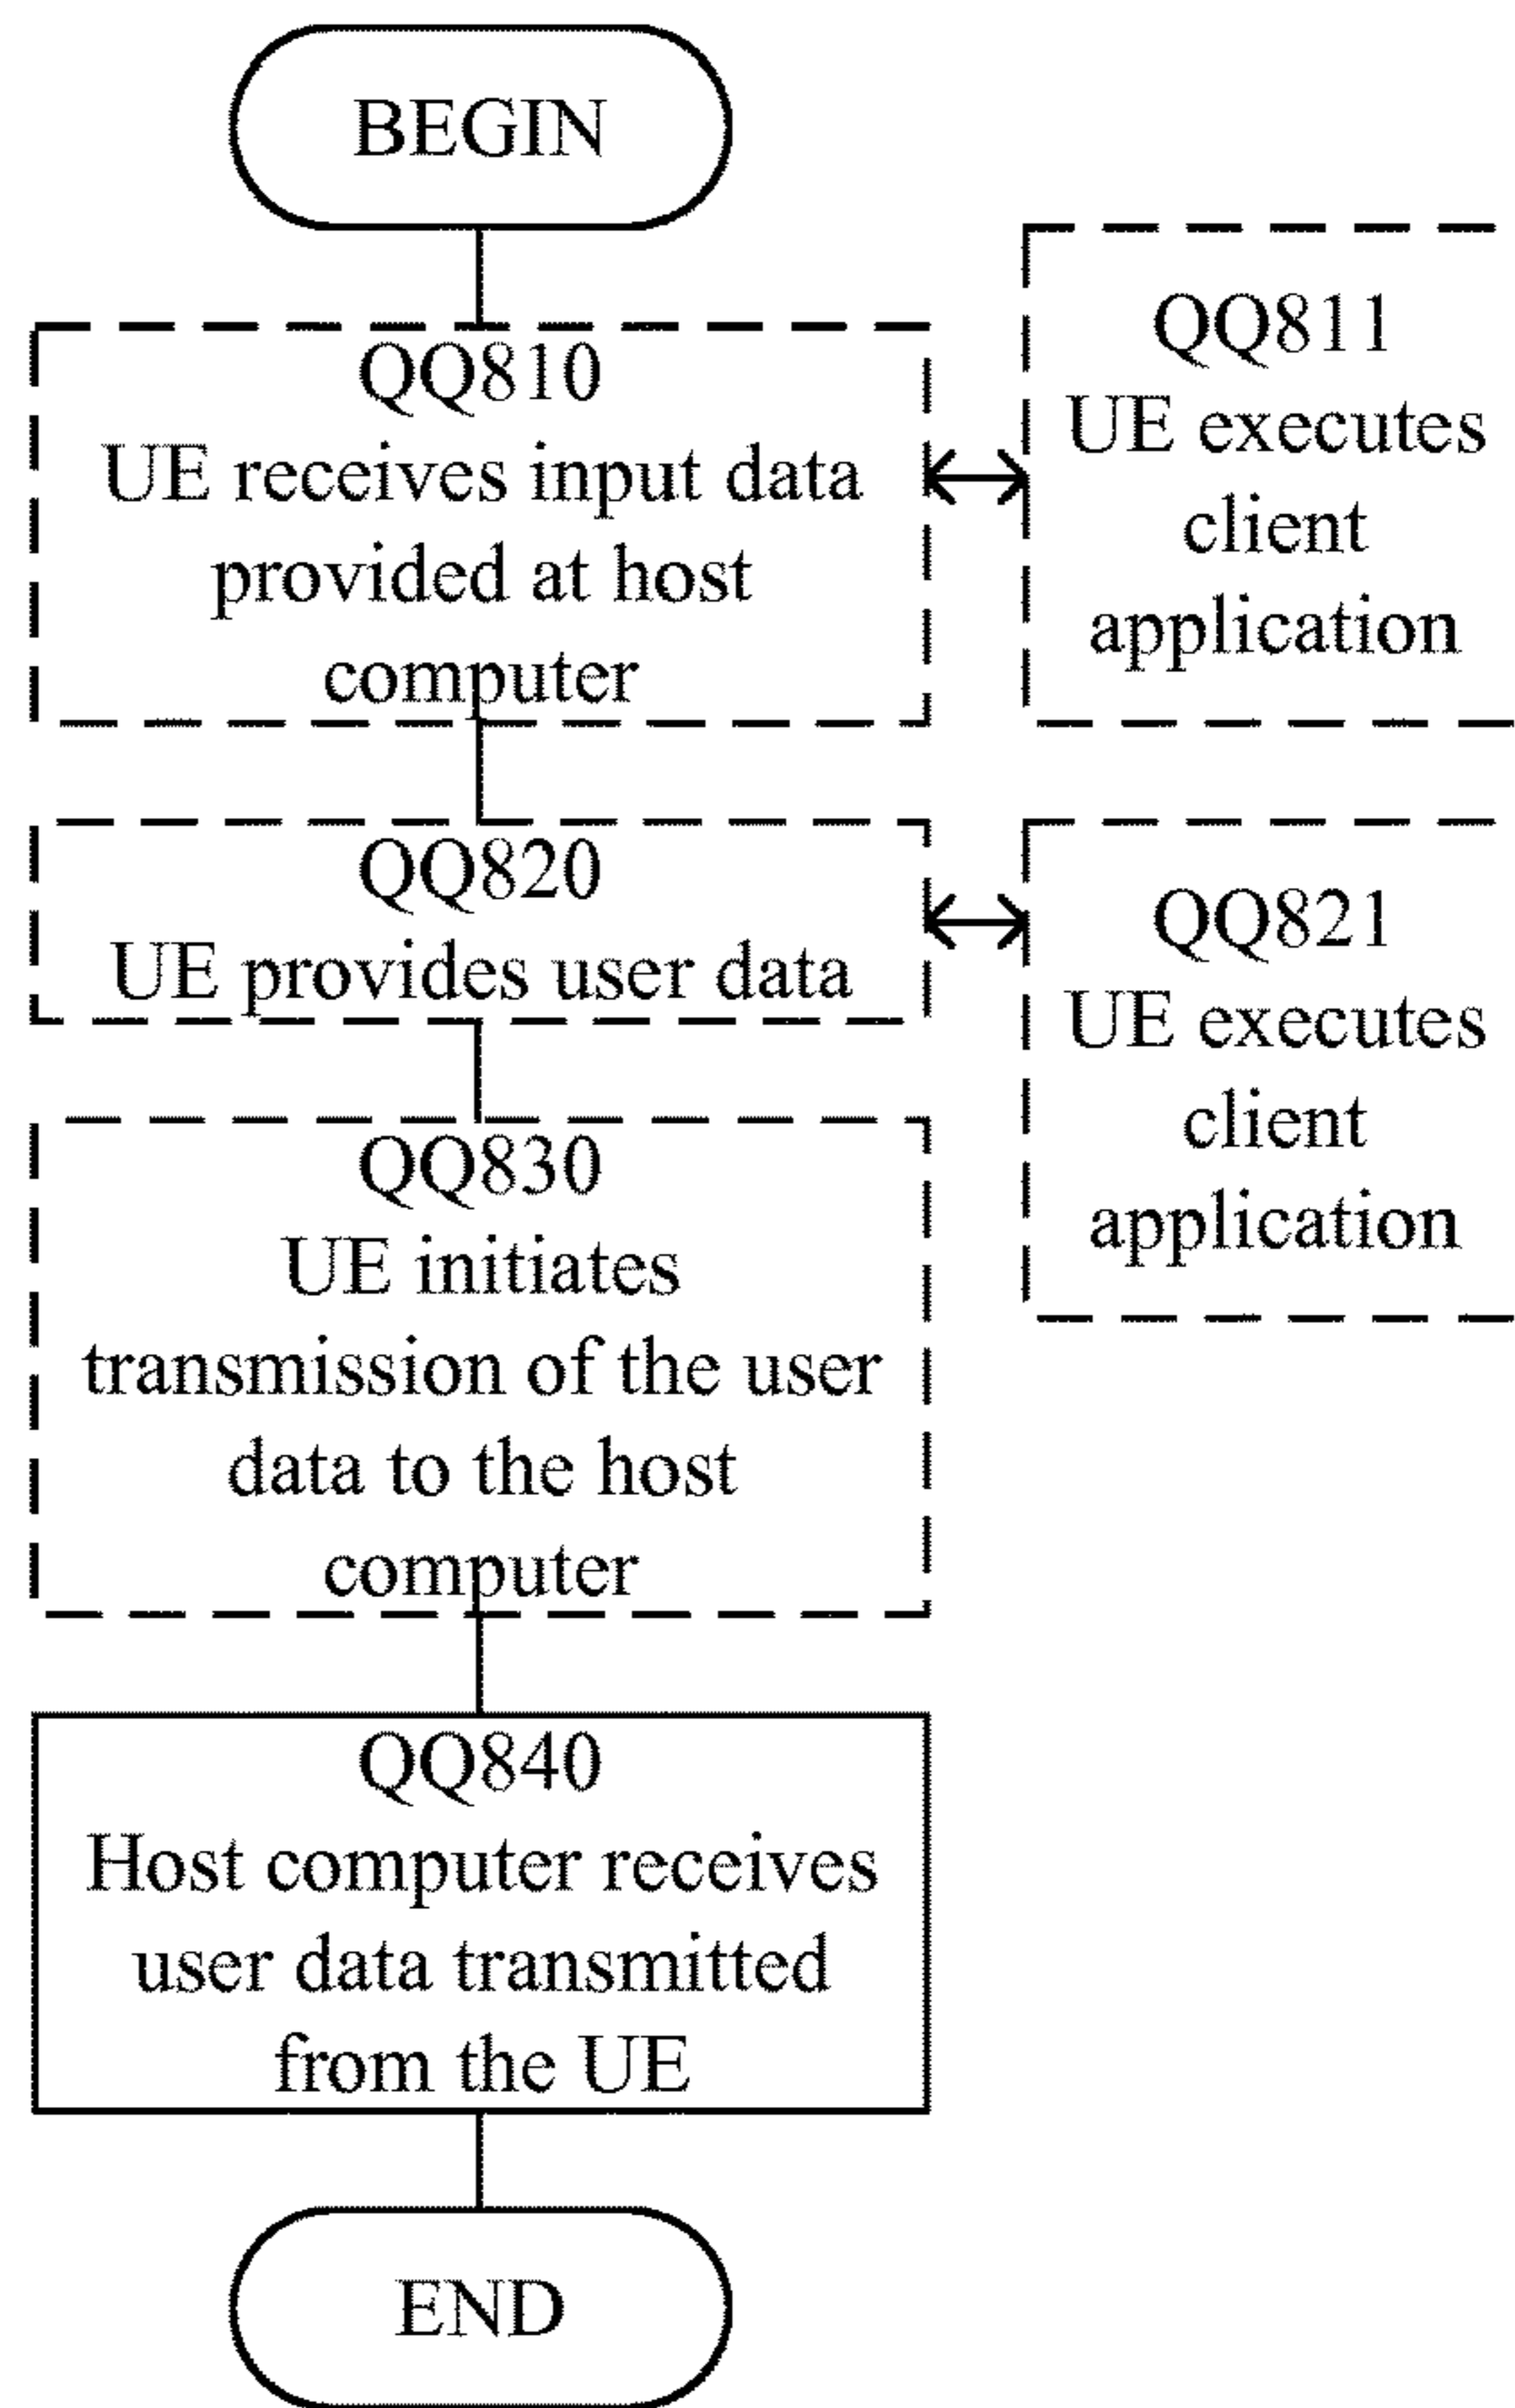 BEGIN
QQ810
UE receives input data
provided at host
computer
QQ811
UE executes
client
application
QQ820
UE provides user data
QQ821
UE executes
client
application
QQ830
UE initiates
transmission of the user
data to the host
computer
QQ840
Host computer receives
user data transmitted
from the UE
END